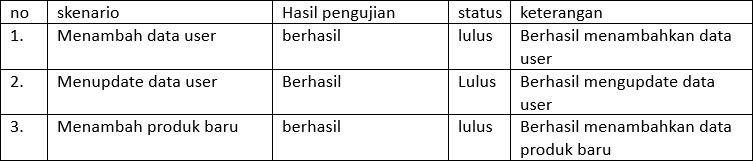 no skenario Hasil pengujian status keterangan
1. Menambah data user berhasil lulus Berhasil menambahkan data
user
2. Menupdate data user Berhasil Lulus Berhasil mengupdate data
user
3. Menambah produk baru berhasil lulus Berhasil menambahkan data
produk baru